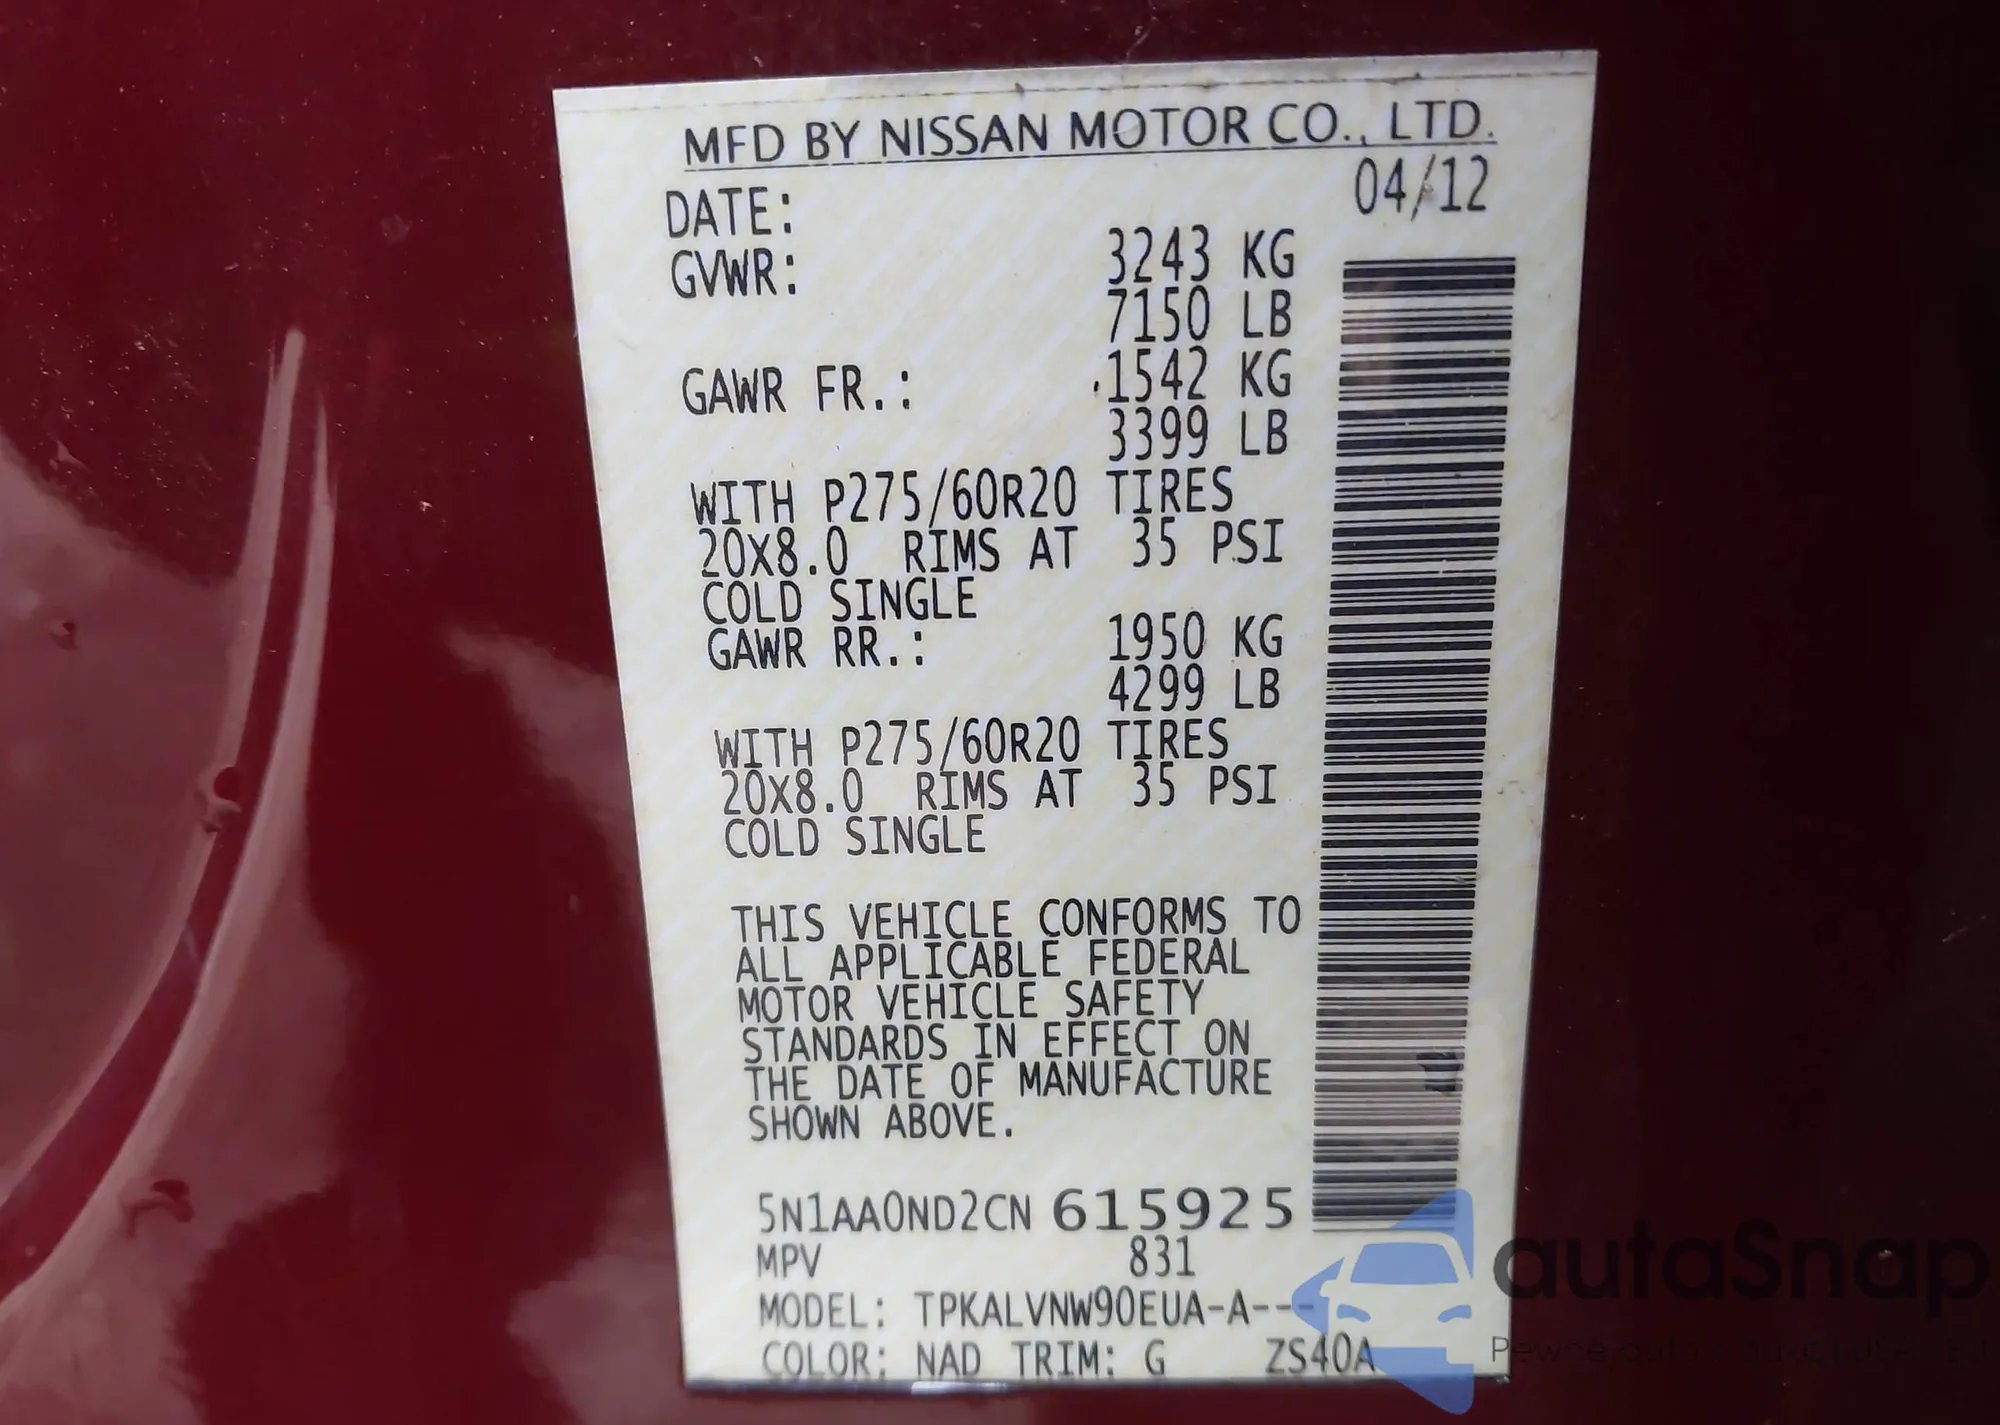 MFD BY NISSAN MOTOR CO., LTD.
DATE: 04/12
GVWR: 3243 KG
7150 LB
GAWR FR.: 1542 KG
3399 LB
WITH P275/60R20 TIRES
20X8.0 RIMS AT 35 PSI
COLD SINGLE
GAWR RR.: 1950 KG
4299 LB
WITH P275/60R20 TIRES
20X8.0 RIMS AT 35 PSI
COLD SINGLE
THIS VEHICLE CONFORMS TO
ALL APPLICABLE FEDERAL
MOTOR VEHICLE SAFETY
STANDARDS IN EFFECT ON
THE DATE OF MANUFACTURE
SHOWN ABOVE.
5N1AA0ND2CN 615925
MPV 831
MODEL: TPKALVNW90EUA-A---
COLOR: NAD TRIM: G ZS40A
autaSnap
Pewne auta